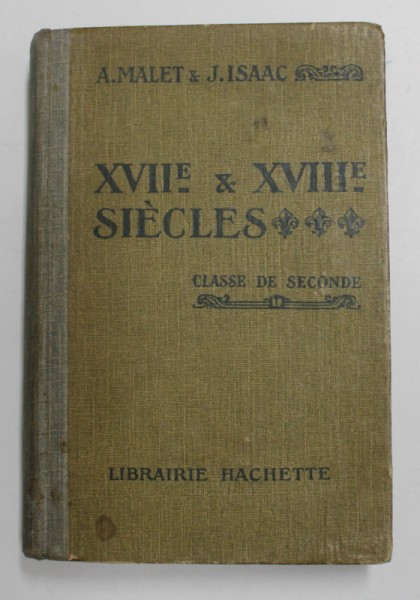 A. MALET & J. ISAAC
XVIIE & XVIIIE
SIÈCLES
CLASSE DE SECONDE
LIBRAIRIE HACHETTE